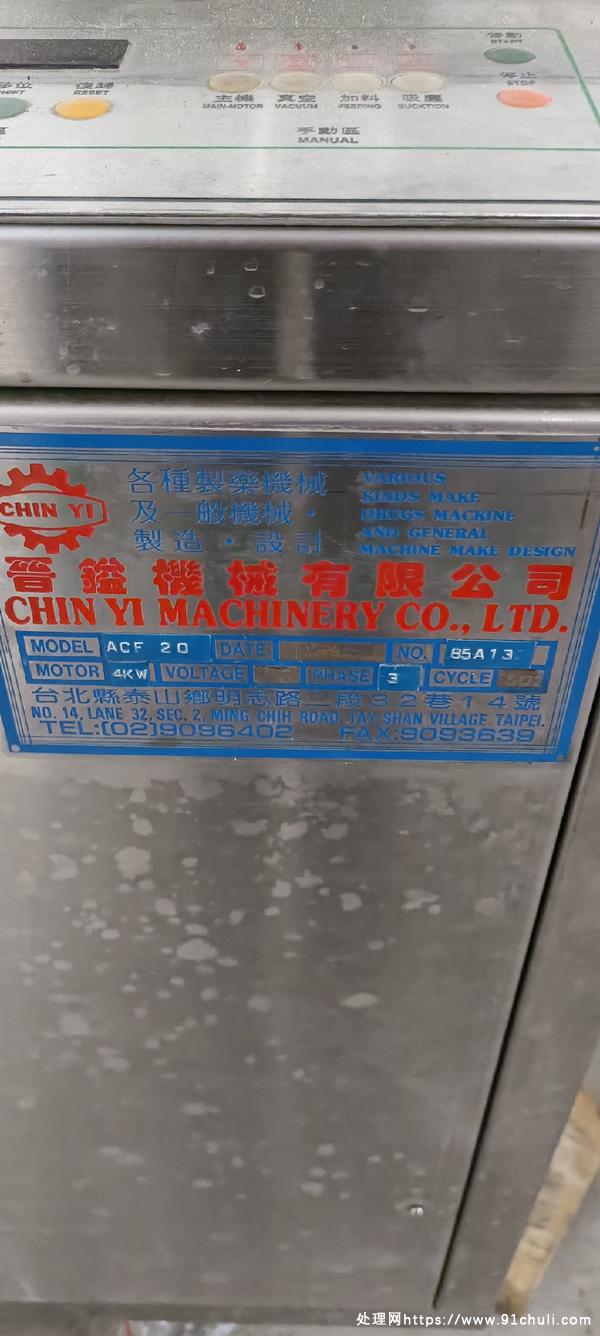 啓動
START
復歸
RESET
停止
STOP
主機 真空 加料 吸塵
MAIN-MOTOR VACUUM FEEDING SUCKTION
手動區
MANUAL
CHIN YI
各種製藥機械
及一般機械·
製造·設計
VARIOUS
KINDS MAKE
DRUGS MACKINE
AND GENERAL
MACHINE MAKE DESIGN
晉鎰機械有限公司
CHIN YI MACHINERY CO., LTD.
MODEL ACF 20 DATE NO. 85A13
MOTOR 4KW VOLTAGE PHASE 3 CYCLE
台北縣泰山鄉明志路二段32巷14號
NO. 14, LANE 32, SEC. 2, MING CHIH ROAD, TAY SHAN VILLAGE TAIPEI.
TEL:(02)9096402 FAX:9093639
处理网https://www.91chuli.com/